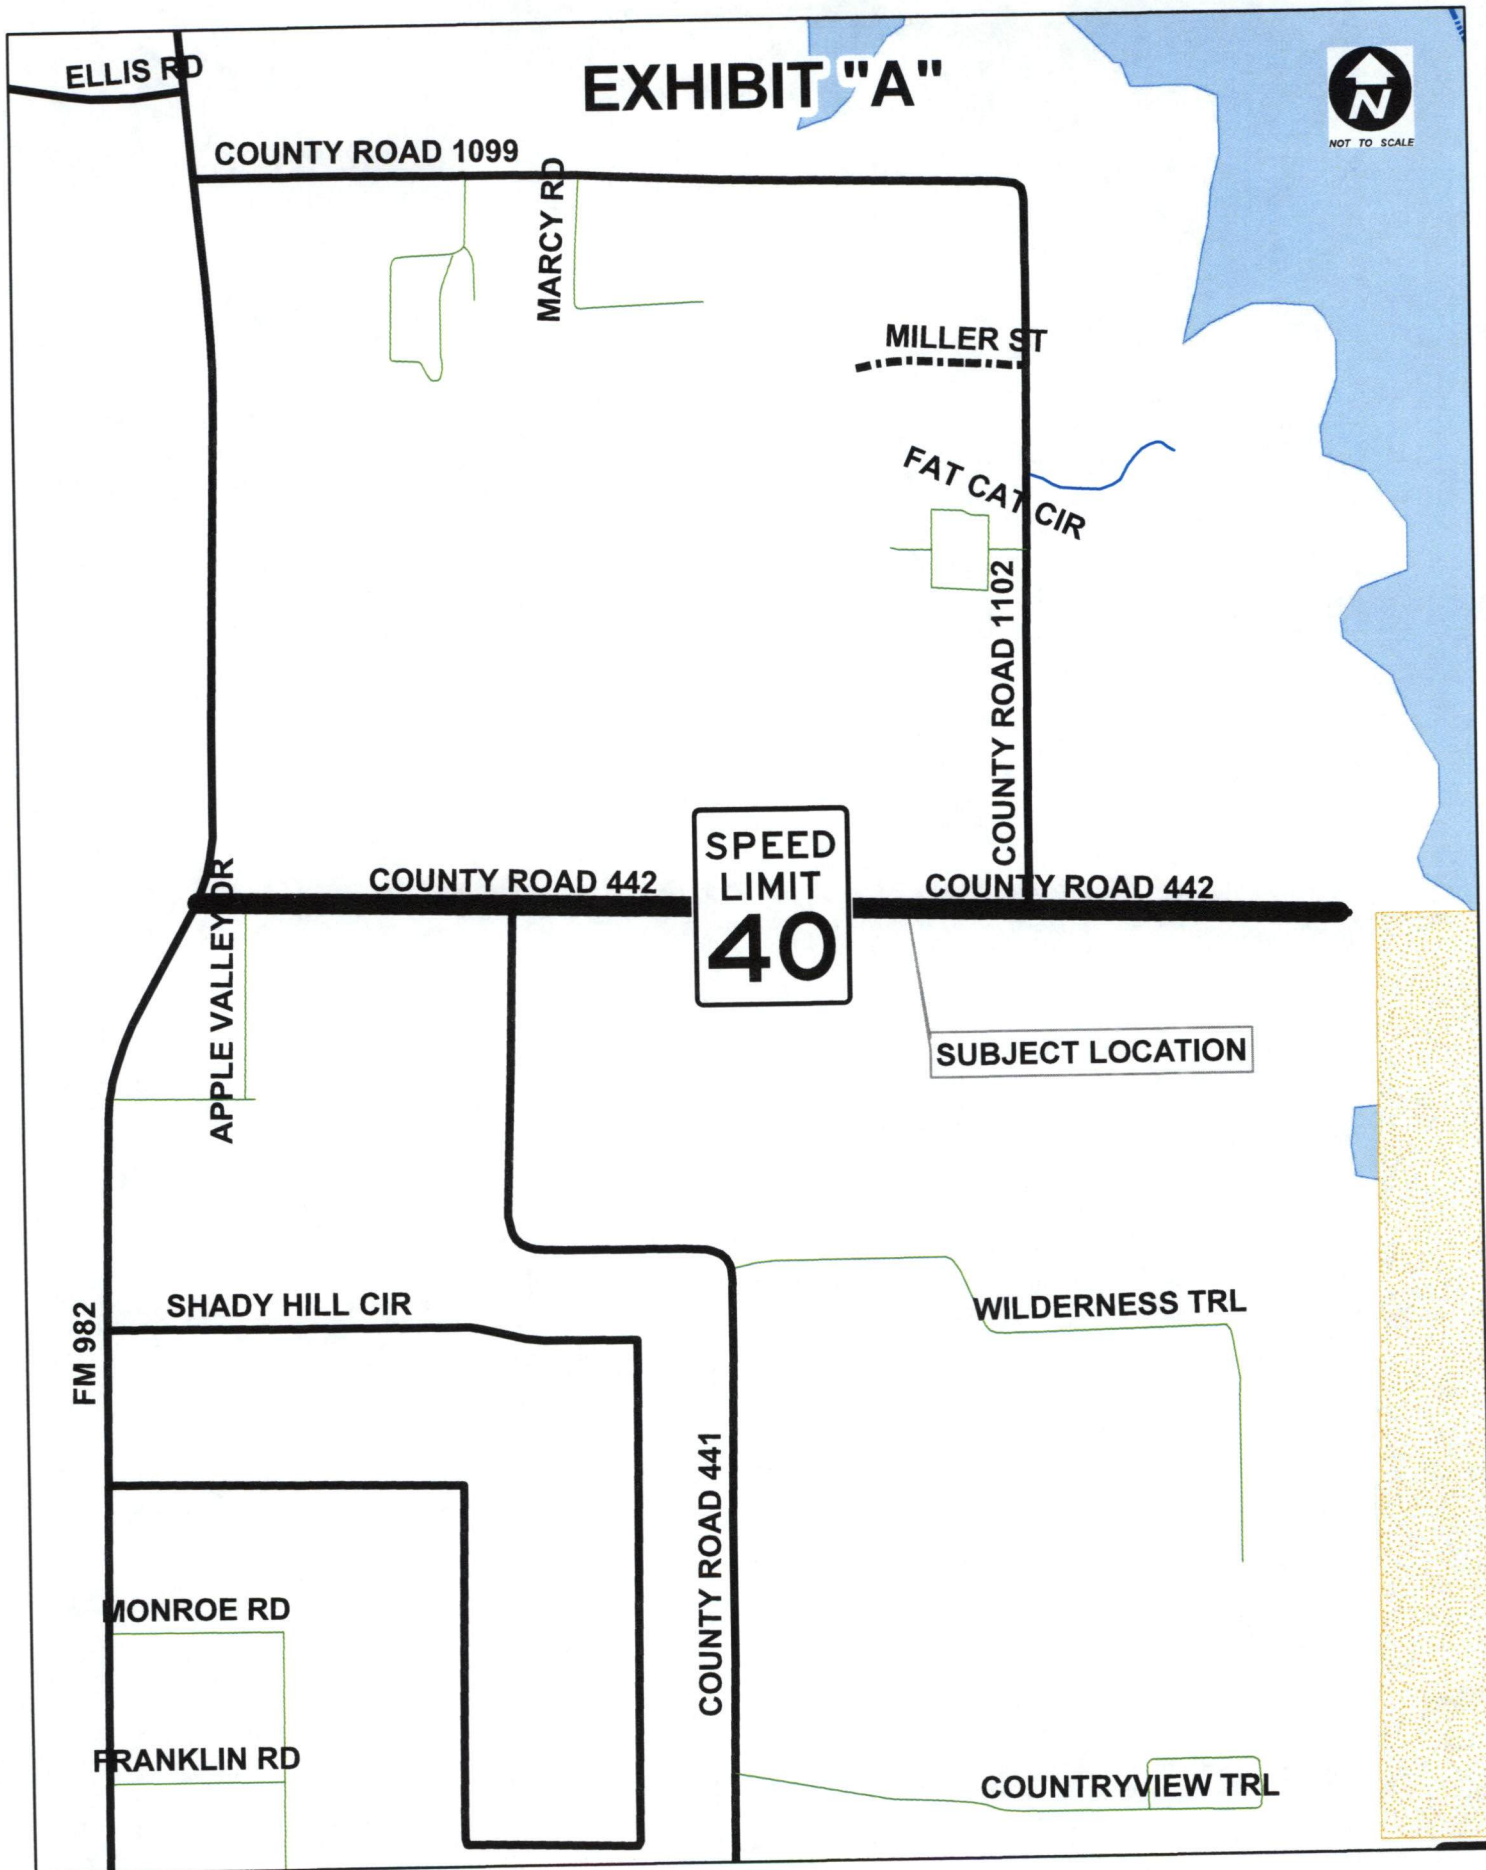 ELLIS RD
EXHIBIT "A"
N
NOT TO SCALE
COUNTY ROAD 1099
MARCY RD
MILLER ST
FAT CAT CIR
COUNTY ROAD 1102
SPEED
LIMIT
40
COUNTY ROAD 442
COUNTY ROAD 442
APPLE VALLEY DR
SUBJECT LOCATION
SHADY HILL CIR
WILDERNESS TRL
FM 982
COUNTY ROAD 441
MONROE RD
FRANKLIN RD
COUNTRYVIEW TRL